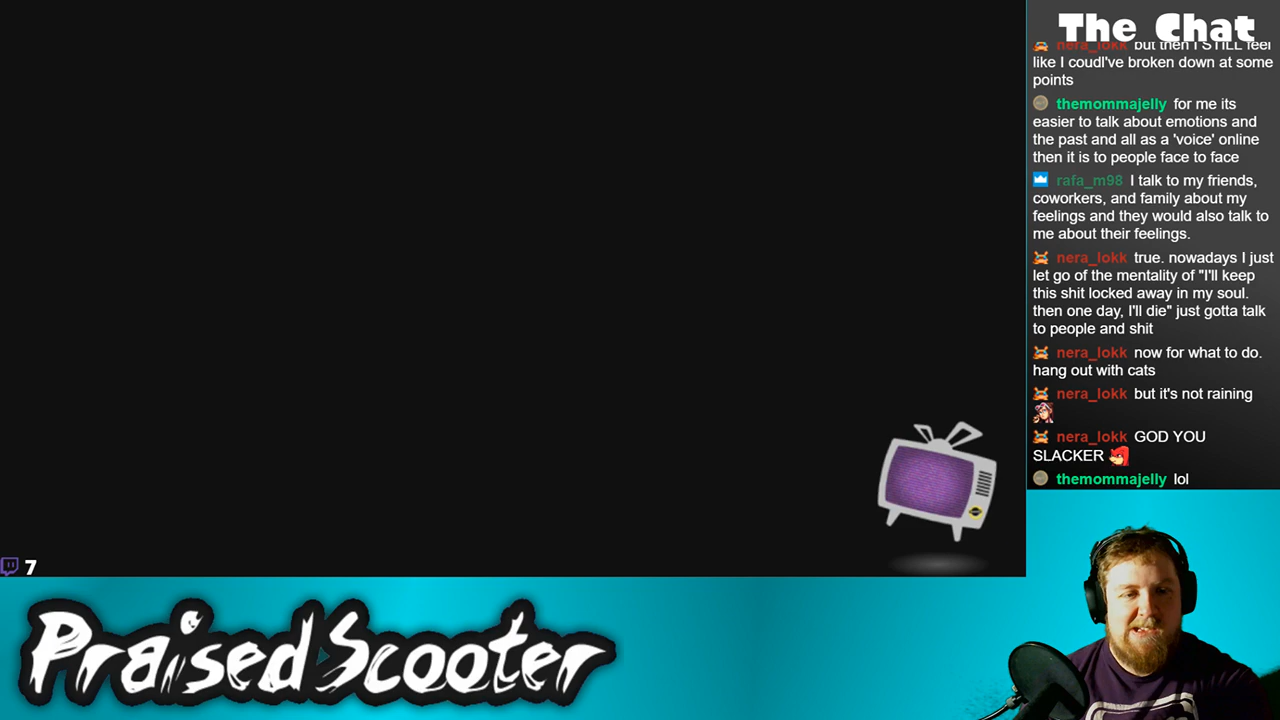 The Chat
nera_lokk but then I STILL feel
like I coudl've broken down at some
points
themommajelly for me its
easier to talk about emotions and
the past and all as a 'voice' online
then it is to people face to face
rafa_m98 I talk to my friends,
coworkers, and family about my
feelings and they would also talk to
me about their feelings.
nera_lokk true. nowadays I just
let go of the mentality of "I'll keep
this shit locked away in my soul.
then one day, I'll die" just gotta talk
to people and shit
nera_lokk now for what to do.
hang out with cats
nera_lokk but it's not raining
nera_lokk GOD YOU
SLACKER
themommajelly lol
7
PraisedScooter